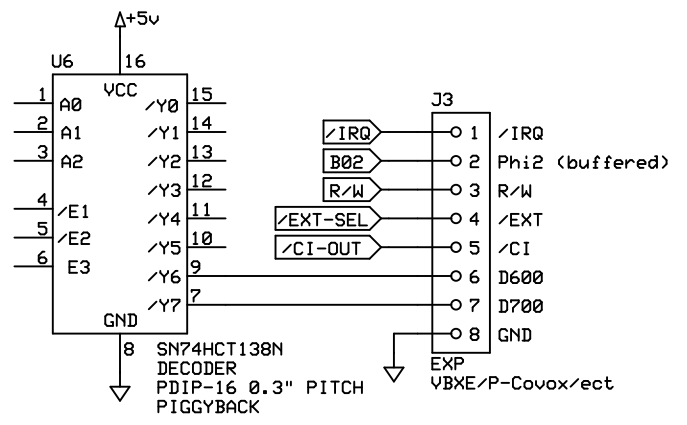 +5v
U6
16
VCC
1 A0 /Y0 15
2 A1 /Y1 14
3 A2 /Y2 13
/Y3 12
4 /E1 /Y4 11
5 /E2 /Y5 10
6 E3 /Y6 9
/Y7 7
GND
8
SN74HCT138N
DECODER
PDIP-16 0.3" PITCH
PIGGYBACK
J3
/IRQ 1 /IRQ
B02 2 Phi2 (buffered)
R/W 3 R/W
/EXT-SEL 4 /EXT
/CI-OUT 5 /CI
6 D600
7 D700
8 GND
EXP
VBXE/P-Covox/ect